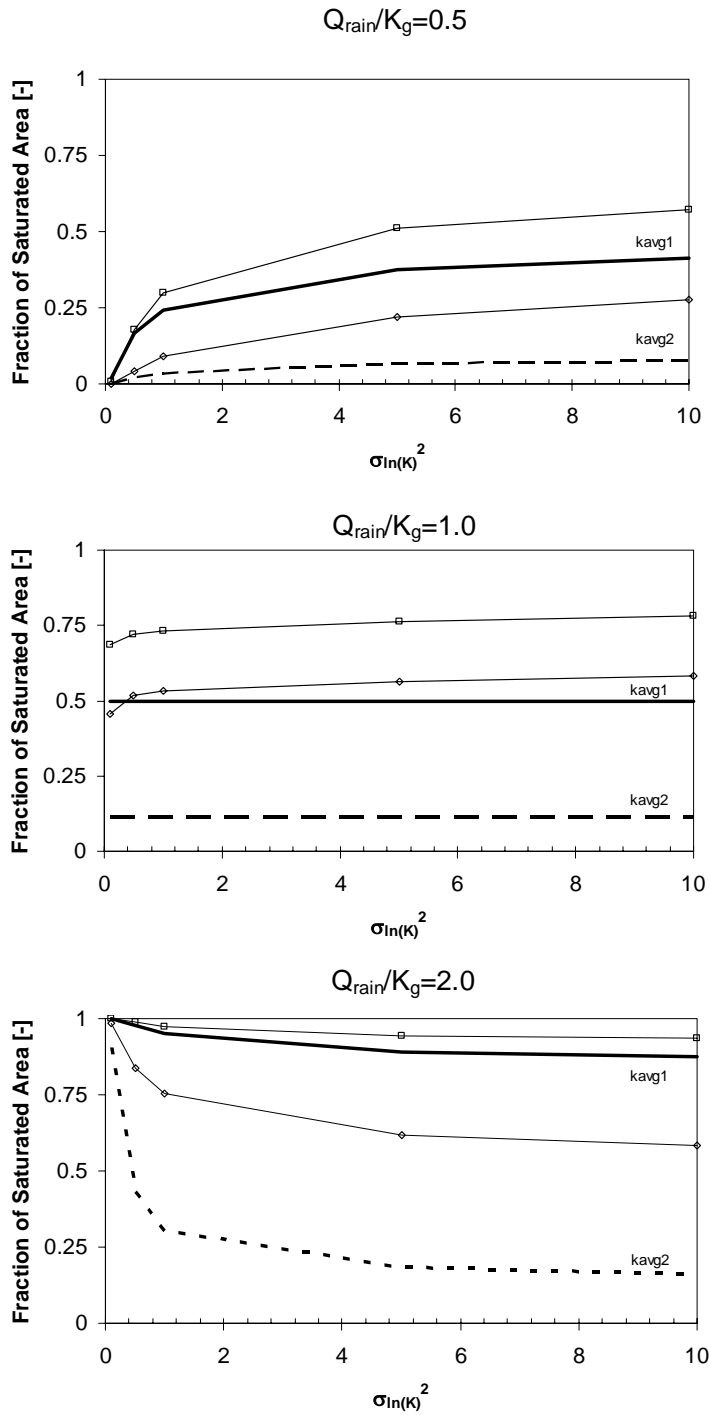 Q_rain/K_g=0.5
Fraction of Saturated Area [-]
1
0.75
0.5
0.25
0
kavg1
kavg2
0 2 4 6 8 10
σ_ln(K)^2
Q_rain/K_g=1.0
Fraction of Saturated Area [-]
1
0.75
0.5
0.25
0
kavg1
kavg2
0 2 4 6 8 10
σ_ln(K)^2
Q_rain/K_g=2.0
Fraction of Saturated Area [-]
1
0.75
0.5
0.25
0
kavg1
kavg2
0 2 4 6 8 10
σ_ln(K)^2